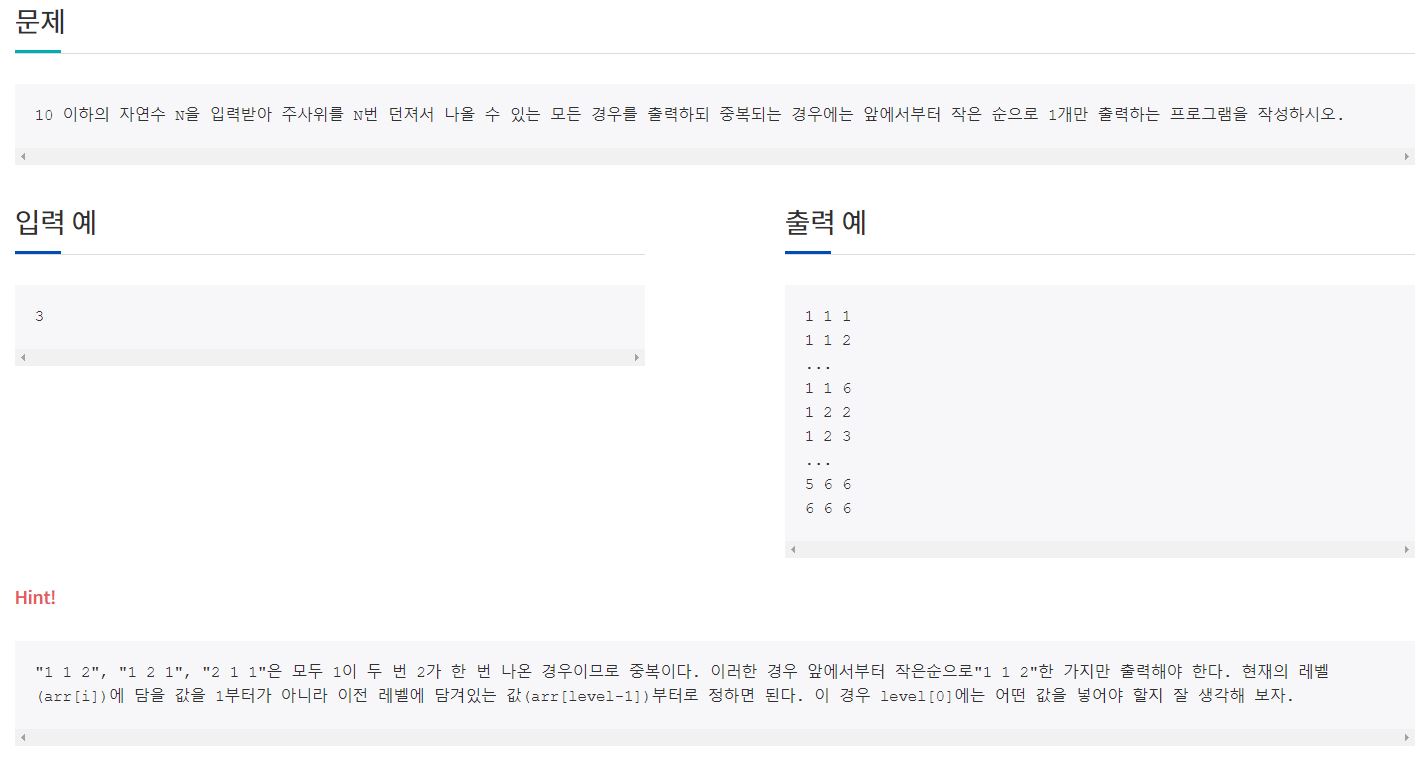 문제
10 이하의 자연수 N을 입력받아 주사위를 N번 던져서 나올 수 있는 모든 경우를 출력하되 중복되는 경우에는 앞에서부터 작은 순으로 1개만 출력하는 프로그램을 작성하시오.
입력 예
3
출력 예
1 1 1
1 1 2
...
1 1 6
1 2 2
1 2 3
...
5 6 6
6 6 6
Hint!
"1 1 2", "1 2 1", "2 1 1"은 모두 1이 두 번 2가 한 번 나온 경우이므로 중복이다. 이러한 경우 앞에서부터 작은순으로"1 1 2"한 가지만 출력해야 한다. 현재의 레벨
(arr[i])에 담을 값을 1부터가 아니라 이전 레벨에 담겨있는 값(arr[level-1])부터로 정하면 된다. 이 경우 level[0]에는 어떤 값을 넣어야 할지 잘 생각해 보자.